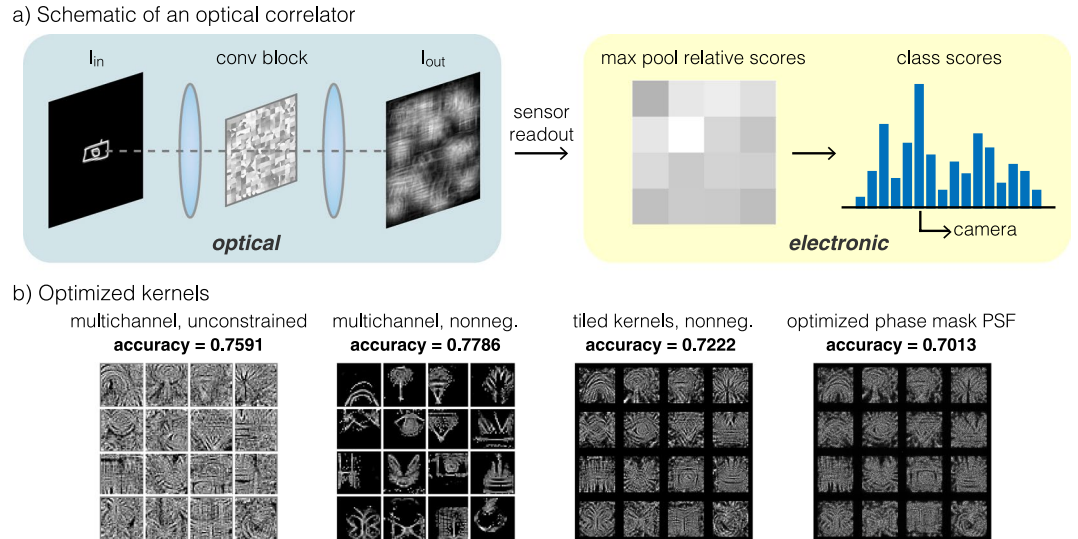 a) Schematic of an optical correlator
Iin
conv block
Iout
optical
sensor
readout
max pool relative scores
class scores
camera
electronic
b) Optimized kernels
multichannel, unconstrained
accuracy = 0.7591
multichannel, nonneg.
accuracy = 0.7786
tiled kernels, nonneg.
accuracy = 0.7222
optimized phase mask PSF
accuracy = 0.7013